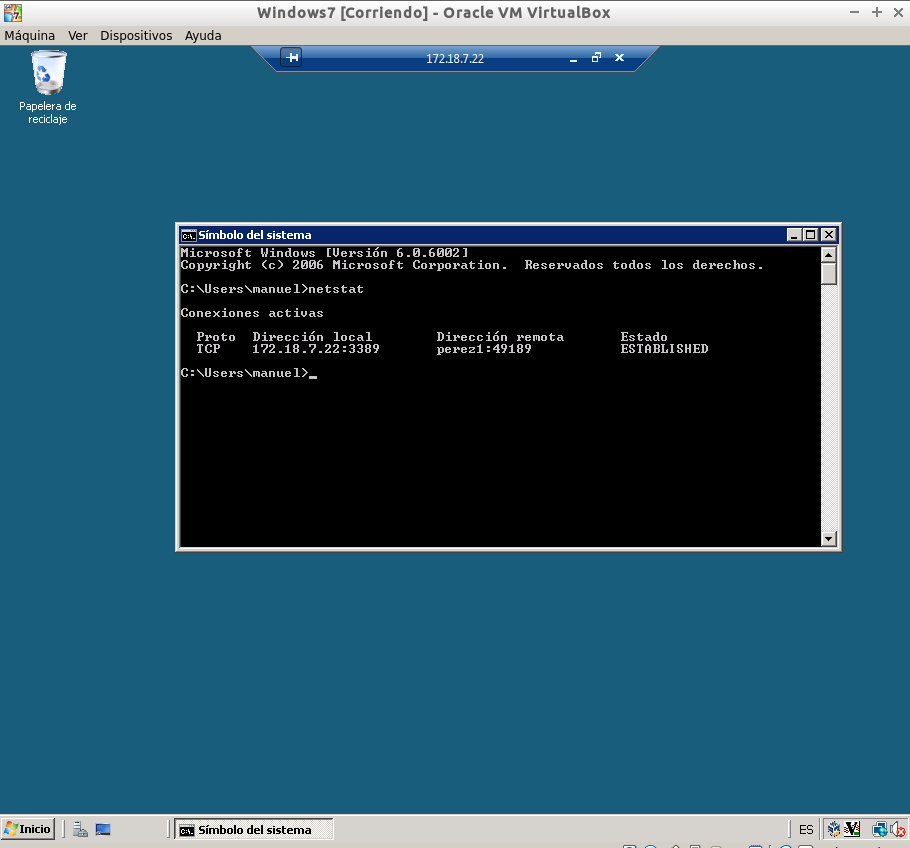 Windows7 [Corriendo] - Oracle VM VirtualBox
Máquina Ver Dispositivos Ayuda
172.18.7.22
Papelera de
reciclaje
Símbolo del sistema
Microsoft Windows [Versión 6.0.6002]
Copyright (c) 2006 Microsoft Corporation. Reservados todos los derechos.
C:\Users\manuel>netstat
Conexiones activas
Proto Dirección local Dirección remota Estado
TCP 172.18.7.22:3389 perez1:49189 ESTABLISHED
C:\Users\manuel>_
Inicio Símbolo del sistema ES